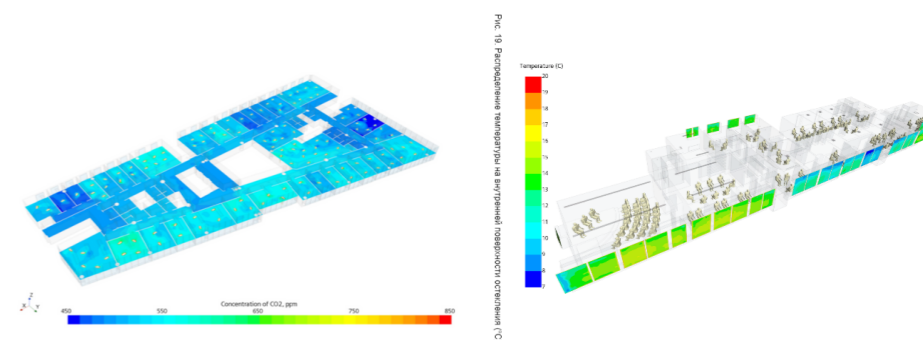 Concentration of CO2, ppm
450 550 650 750 850
Z
X Y
Рис. 19. Распределение температуры на внутренней поверхности остекления (°C
Temperature (C)
20
19
18
17
16
15
14
13
12
11
10
9
8
7